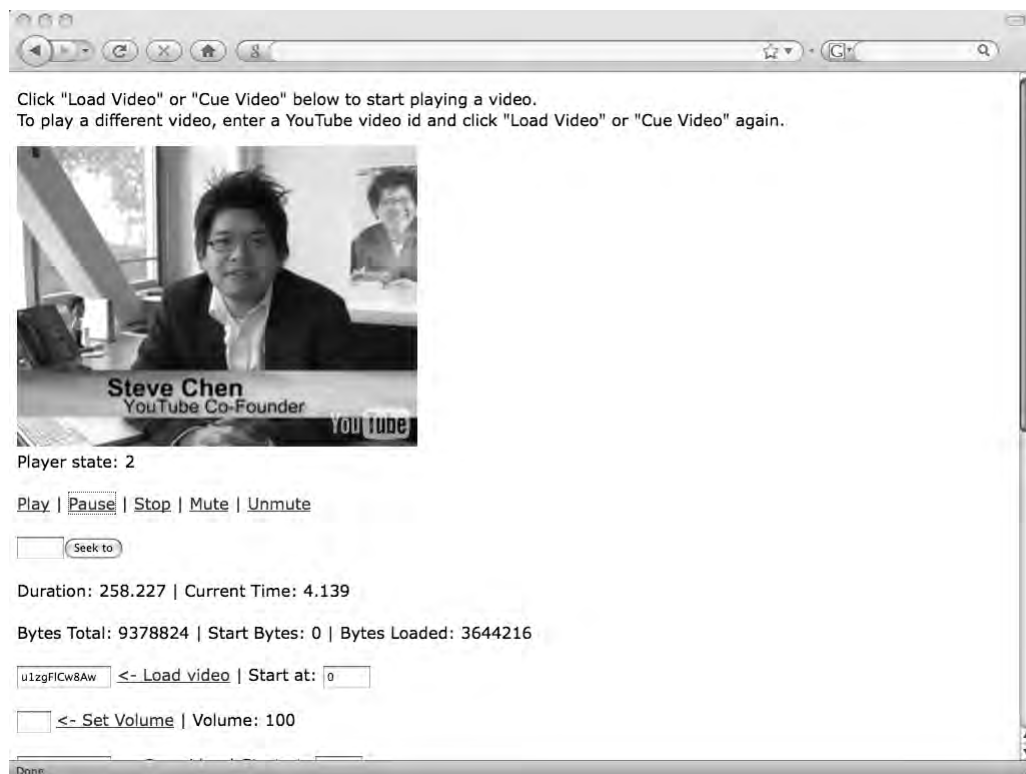 Click "Load Video" or "Cue Video" below to start playing a video.
To play a different video, enter a YouTube video id and click "Load Video" or "Cue Video" again.
Steve Chen
YouTube Co-Founder
YouTube
Player state: 2
Play | Pause | Stop | Mute | Unmute
Seek to
Duration: 258.227 | Current Time: 4.139
Bytes Total: 9378824 | Start Bytes: 0 | Bytes Loaded: 3644216
u1zgFlCw8Aw <- Load video | Start at: 0
<- Set Volume | Volume: 100
Done